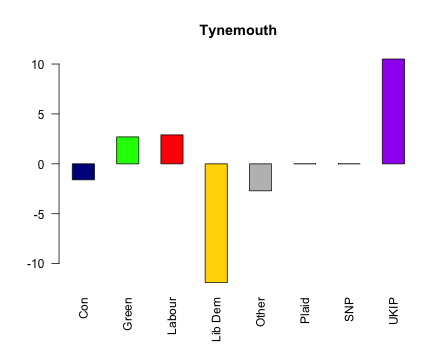 Tynemouth
10
5
0
-5
-10
Con
Green
Labour
Lib Dem
Other
Plaid
SNP
UKIP